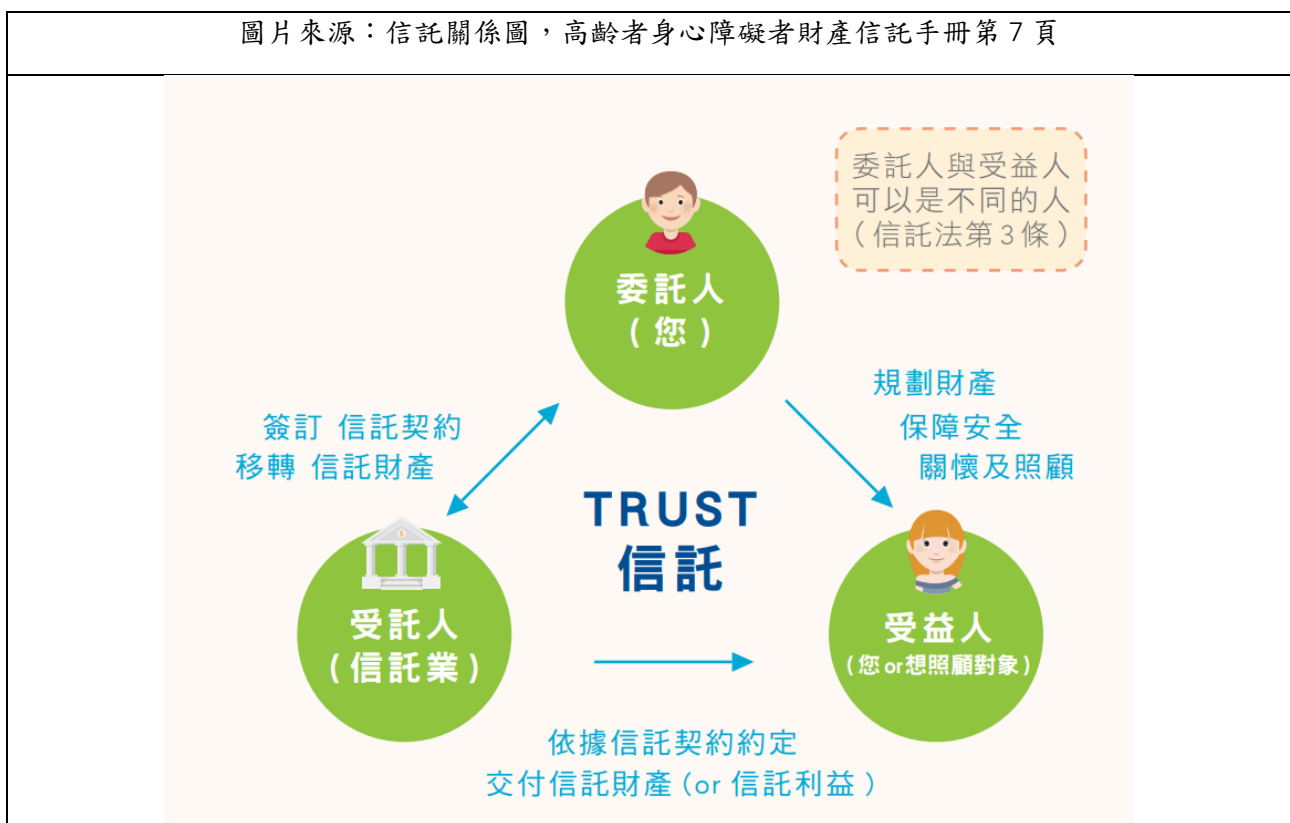 圖片來源：信託關係圖，高齡者身心障礙者財產信託手冊第 7 頁
委託人與受益人
可以是不同的人
（信託法第3條）
委託人
（您）
規劃財產
保障安全
關懷及照顧
簽訂 信託契約
移轉 信託財產
TRUST
信託
受託人
（信託業）
受益人
（您or想照顧對象）
依據信託契約約定
交付信託財產（or 信託利益）